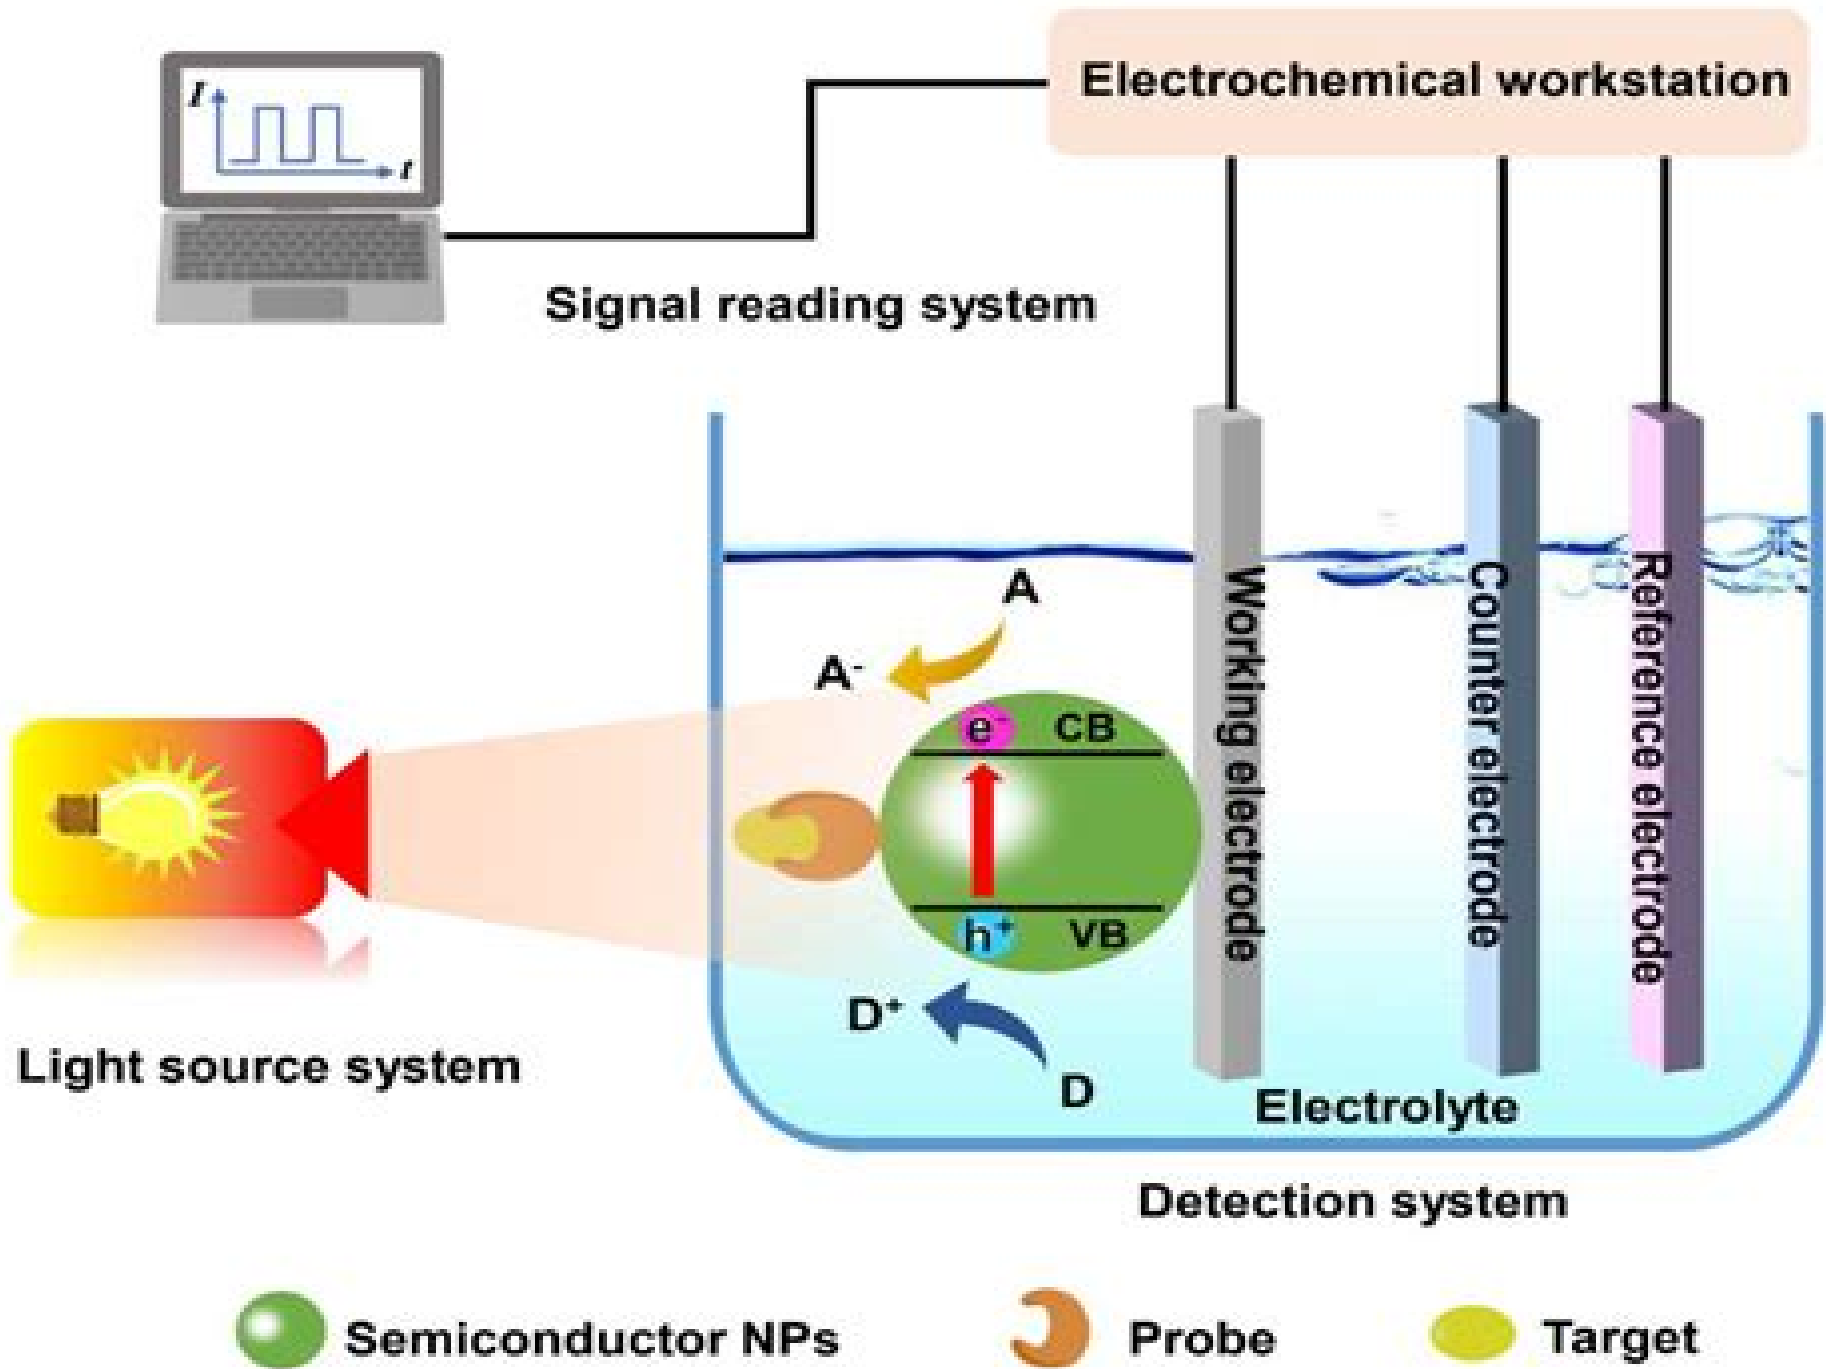 I
t
Electrochemical workstation
Signal reading system
Working electrode
Counter electrode
Reference electrode
A
A-
e- CB
h+ VB
D+
D
Electrolyte
Light source system
Detection system
Semiconductor NPs
Probe
Target